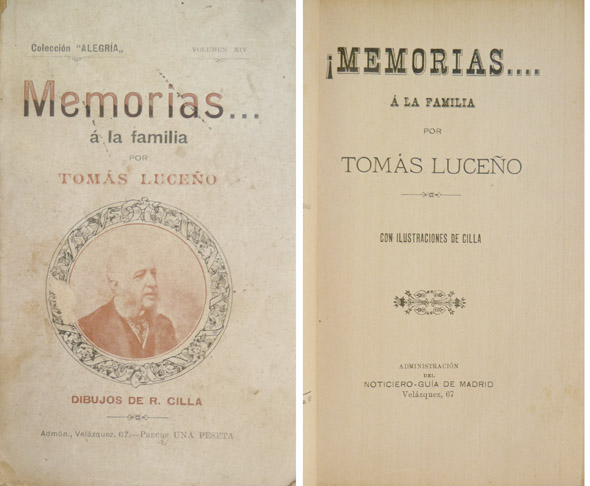 Colección "ALEGRÍA„ VOLUMEN XIV
Memorias...
á la familia
POR
TOMÁS LUCEÑO
DIBUJOS DE R. CILLA
Admón., Velázquez, 67.—Precio: UNA PESETA
¡MEMORIAS....
Á LA FAMILIA
POR
TOMÁS LUCEÑO
CON ILUSTRACIONES DE CILLA
ADMINISTRACIÓN
DEL
NOTICIERO-GUÍA DE MADRID
Velázquez, 67